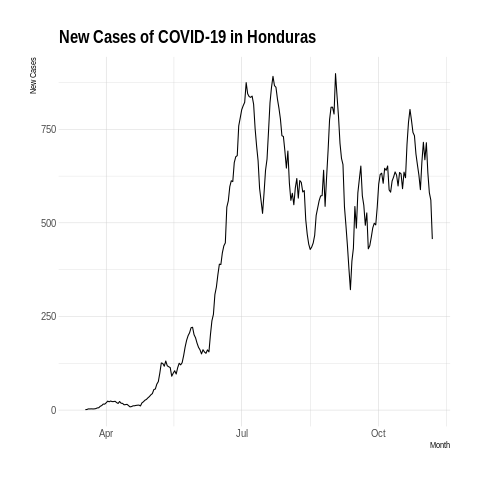 New Cases of COVID-19 in Honduras
New Cases
750
500
250
0
Apr
Jul
Oct
Month